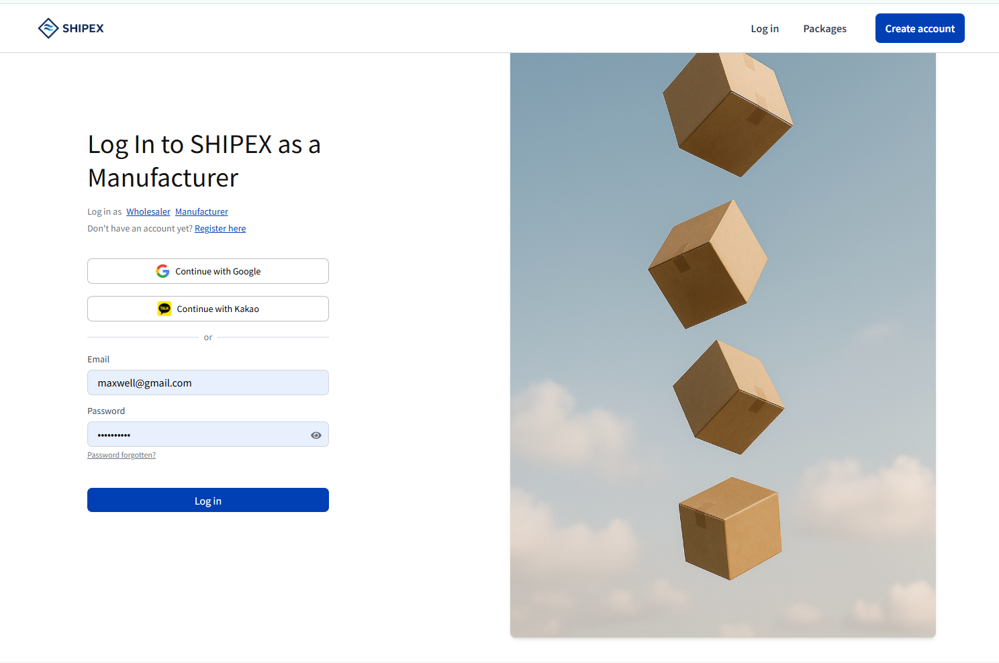 SHIPEX
Log in
Packages
Create account
Log In to SHIPEX as a
Manufacturer
Log in as Wholesaler Manufacturer
Don't have an account yet? Register here
Continue with Google
TALK
Continue with Kakao
or
Email
maxwell@gmail.com
Password
••••••••••
Password forgotten?
Log in